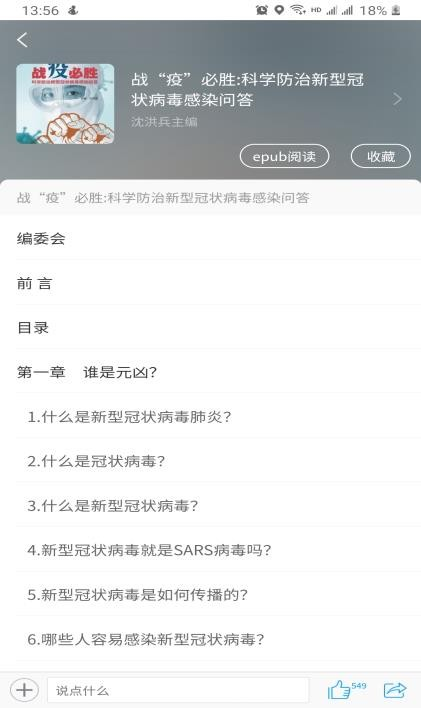 13:56
HD
18%
战疫必胜
战“疫”必胜:科学防治新型冠
状病毒感染问答
沈洪兵主编
epub阅读
收藏
战“疫”必胜:科学防治新型冠状病毒感染问答
编委会
前 言
目录
第一章 谁是元凶?
1.什么是新型冠状病毒肺炎?
2.什么是冠状病毒?
3.什么是新型冠状病毒?
4.新型冠状病毒就是SARS病毒吗?
5.新型冠状病毒是如何传播的?
6.哪些人容易感染新型冠状病毒?
说点什么
549